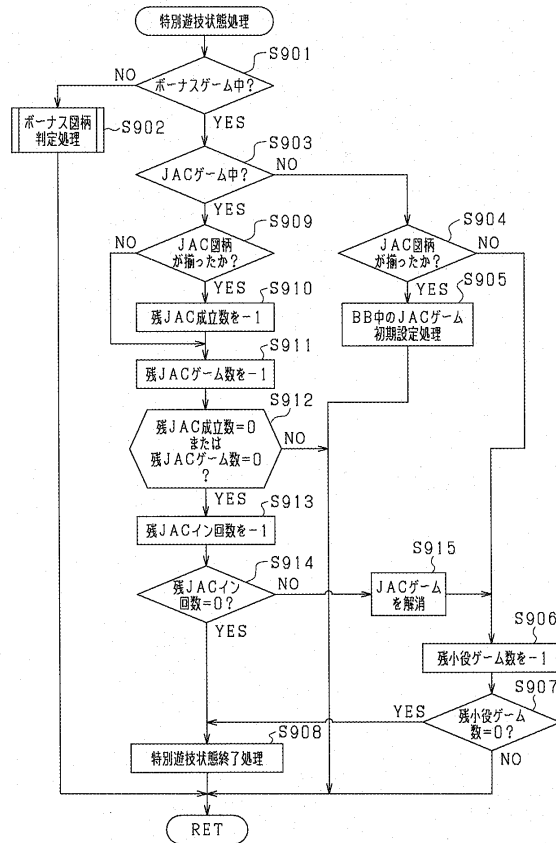 特別遊技状態処理
S901
ボーナスゲーム中?
NO
YES
ボーナス図柄
判定処理
S902
S903
JACゲーム中?
NO
YES
S909
JAC図柄
が揃ったか?
NO
YES
S904
JAC図柄
が揃ったか?
NO
YES
S905
BB中のJACゲーム
初期設定処理
S910
残JAC成立数を-1
S911
残JACゲーム数を-1
S912
残JAC成立数=0
または
残JACゲーム数=0
?
NO
YES
S913
残JACイン回数を-1
S914
残JACイン
回数=0?
NO
YES
S915
JACゲーム
を解消
S906
残小役ゲーム数を-1
S907
残小役ゲーム
数=0?
YES
NO
S908
特別遊技状態終了処理
RET